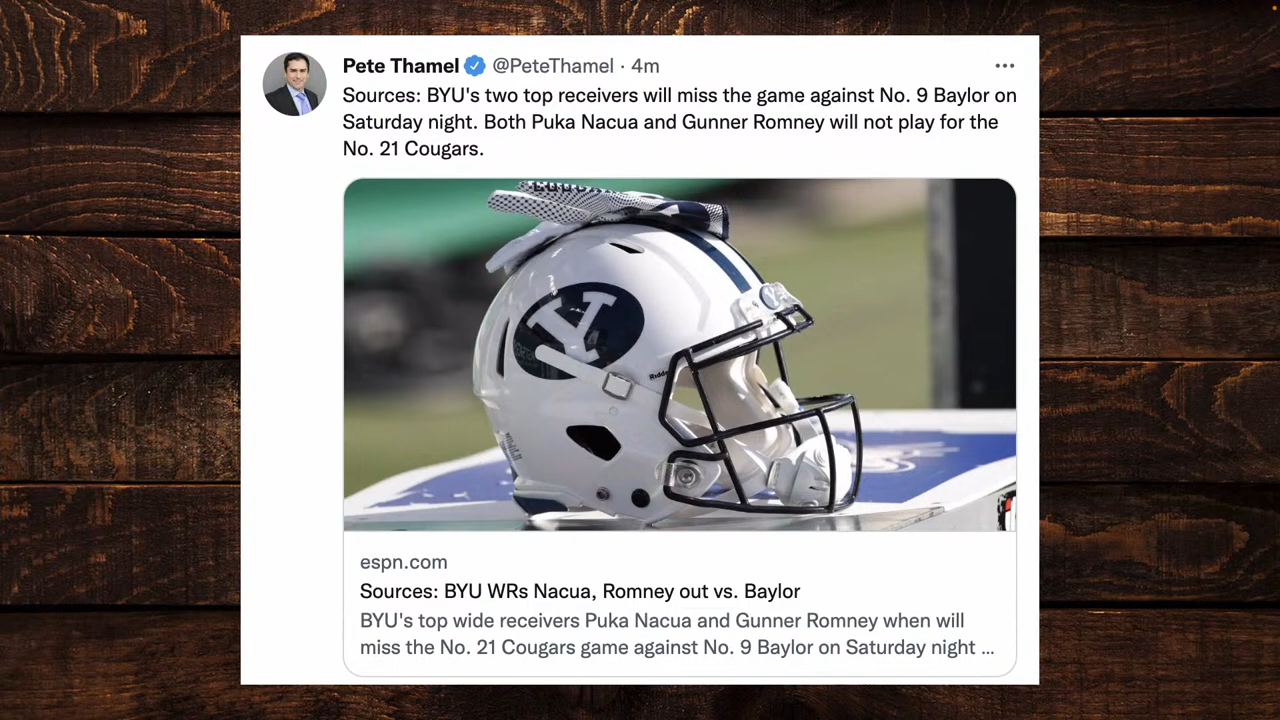 Pete Thamel @PeteThamel · 4m
Sources: BYU's two top receivers will miss the game against No. 9 Baylor on
Saturday night. Both Puka Nacua and Gunner Romney will not play for the
No. 21 Cougars.
Y
espn.com
Sources: BYU WRs Nacua, Romney out vs. Baylor
BYU's top wide receivers Puka Nacua and Gunner Romney when will
miss the No. 21 Cougars game against No. 9 Baylor on Saturday night ...